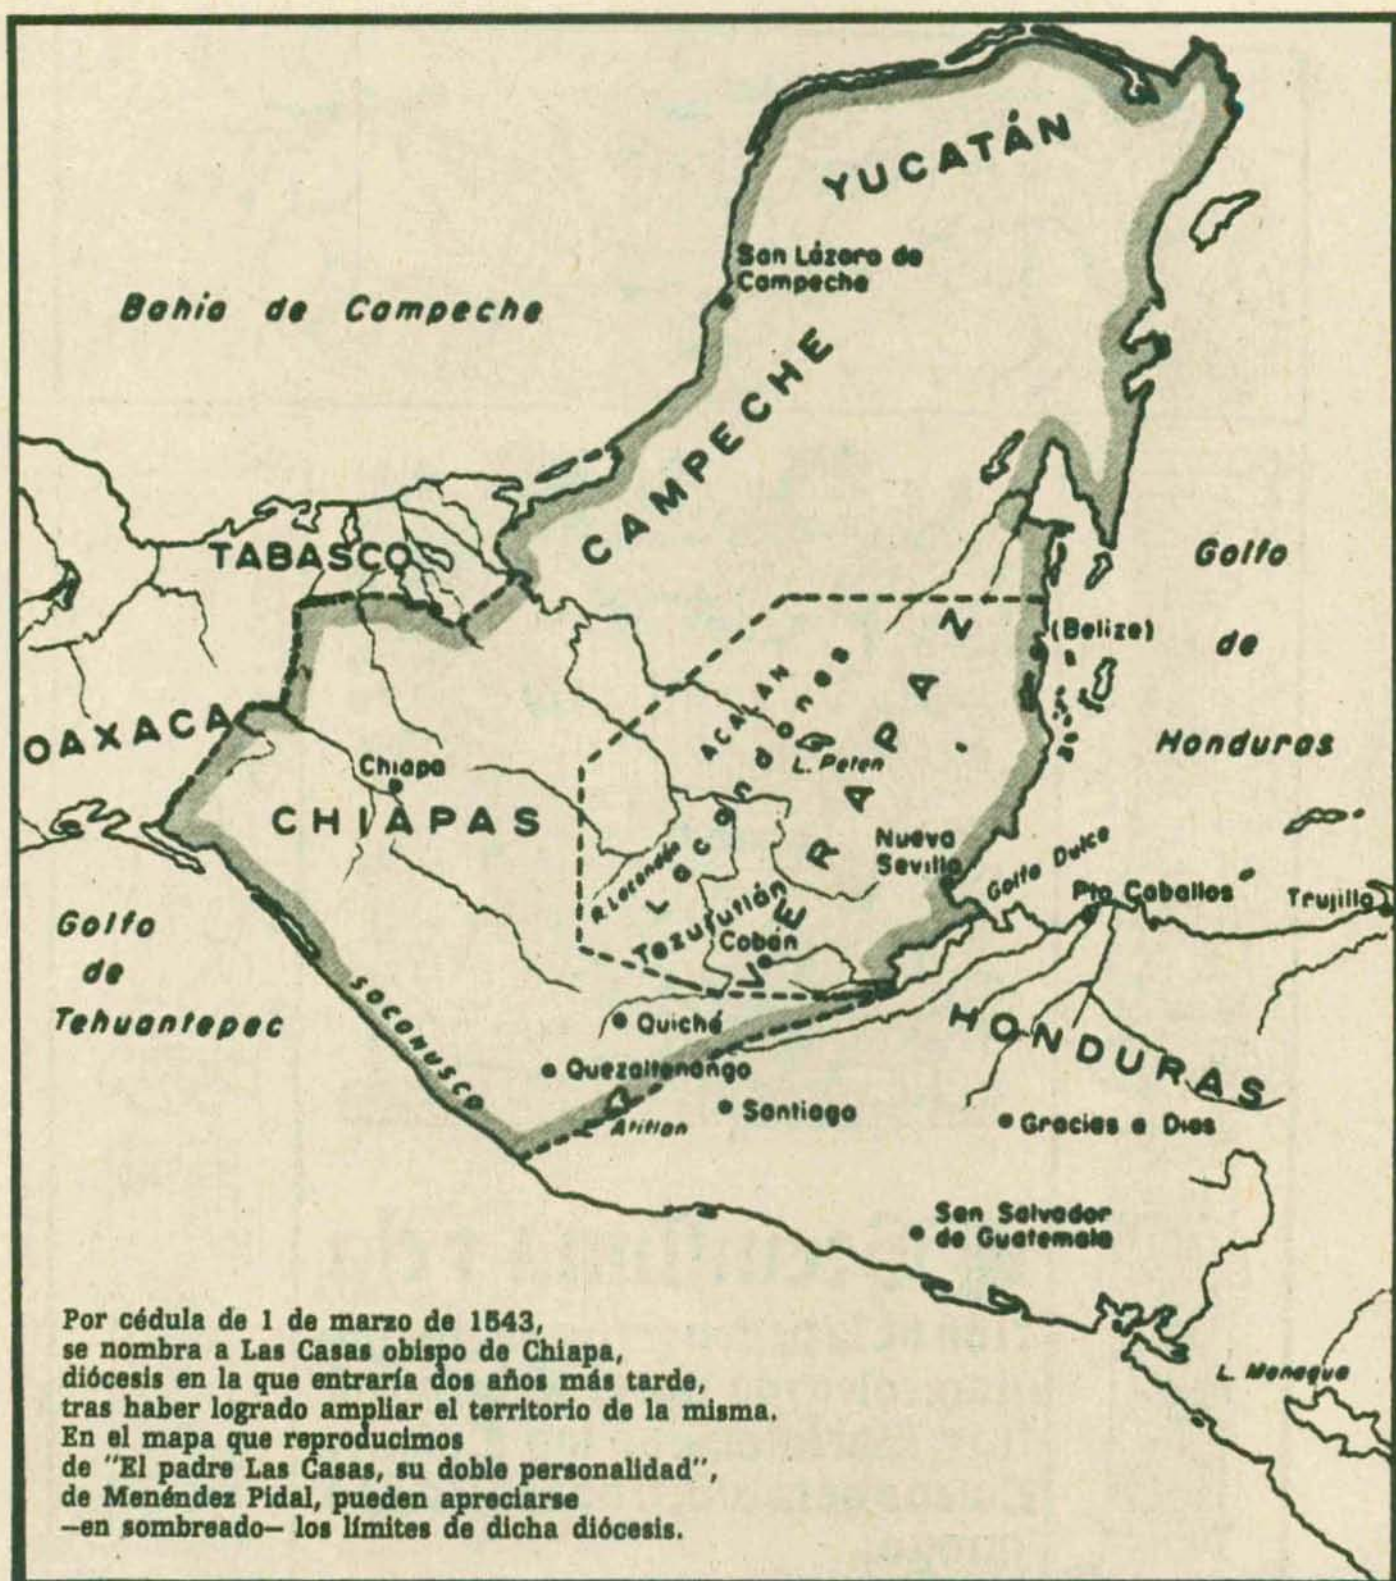 YUCATÁN
San Lázaro de
Campeche
Bahia de Campeche
CAMPECHE
TABASCO
Golfo
de
Honduras
(Belize)
OAXACA
ACALAN
Lacandones
L. Peten
VERAPAZ
Chiapa
CHIAPAS
R. Lacandón
Nueva
Sevilla
Golfo Dulce
Pto Caballos
Trujillo
Tezulutlán
Cobán
Golfo
de
Tehuantepec
SOCONUSCO
Quiché
Quezaltenango
HONDURAS
L. Atitlan
Santiago
Gracias a Dios
San Salvador
de Guatemala
L. Managua
Por cédula de 1 de marzo de 1543,
se nombra a Las Casas obispo de Chiapa,
diócesis en la que entraría dos años más tarde,
tras haber logrado ampliar el territorio de la misma.
En el mapa que reproducimos
de "El padre Las Casas, su doble personalidad",
de Menéndez Pidal, pueden apreciarse
—en sombreado— los límites de dicha diócesis.